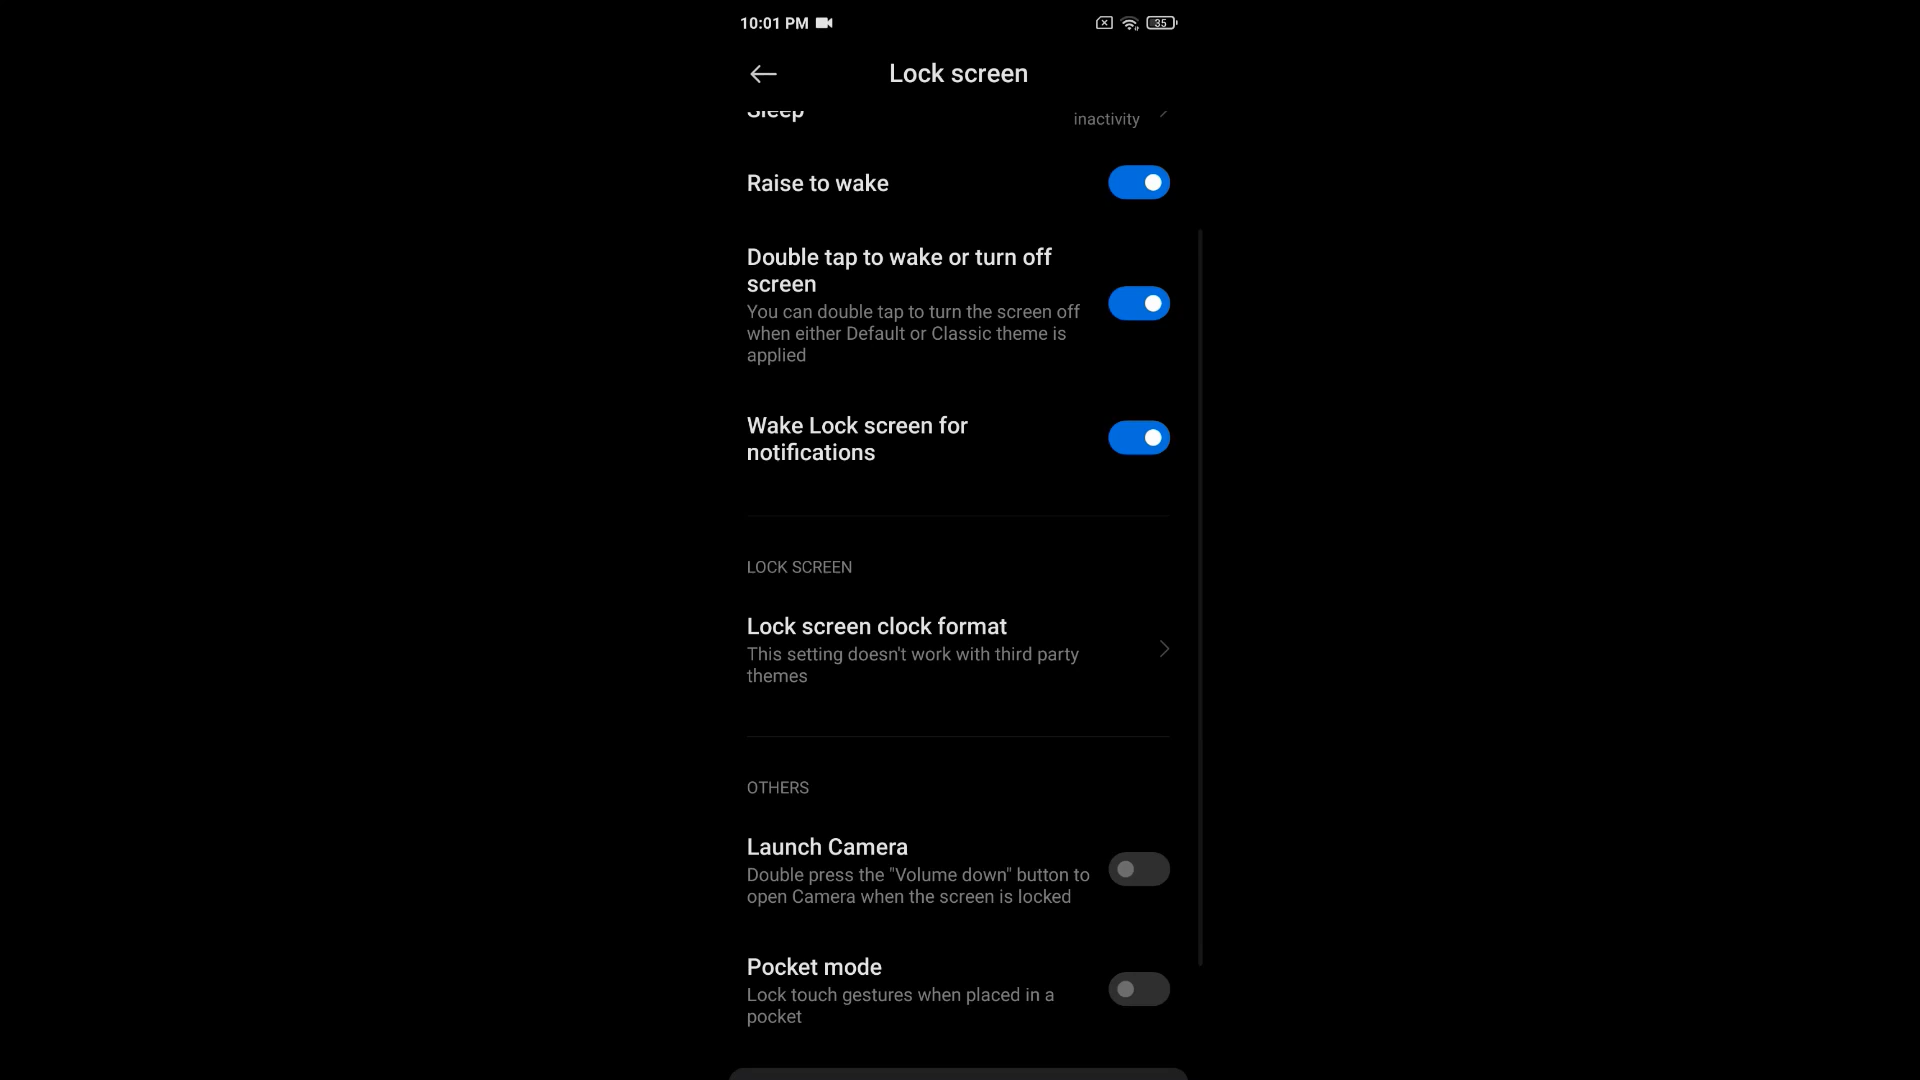 10:01 PM
35
Lock screen
Sleep
inactivity
Raise to wake
Double tap to wake or turn off
screen
You can double tap to turn the screen off
when either Default or Classic theme is
applied
Wake Lock screen for
notifications
LOCK SCREEN
Lock screen clock format
This setting doesn't work with third party
themes
OTHERS
Launch Camera
Double press the "Volume down" button to
open Camera when the screen is locked
Pocket mode
Lock touch gestures when placed in a
pocket